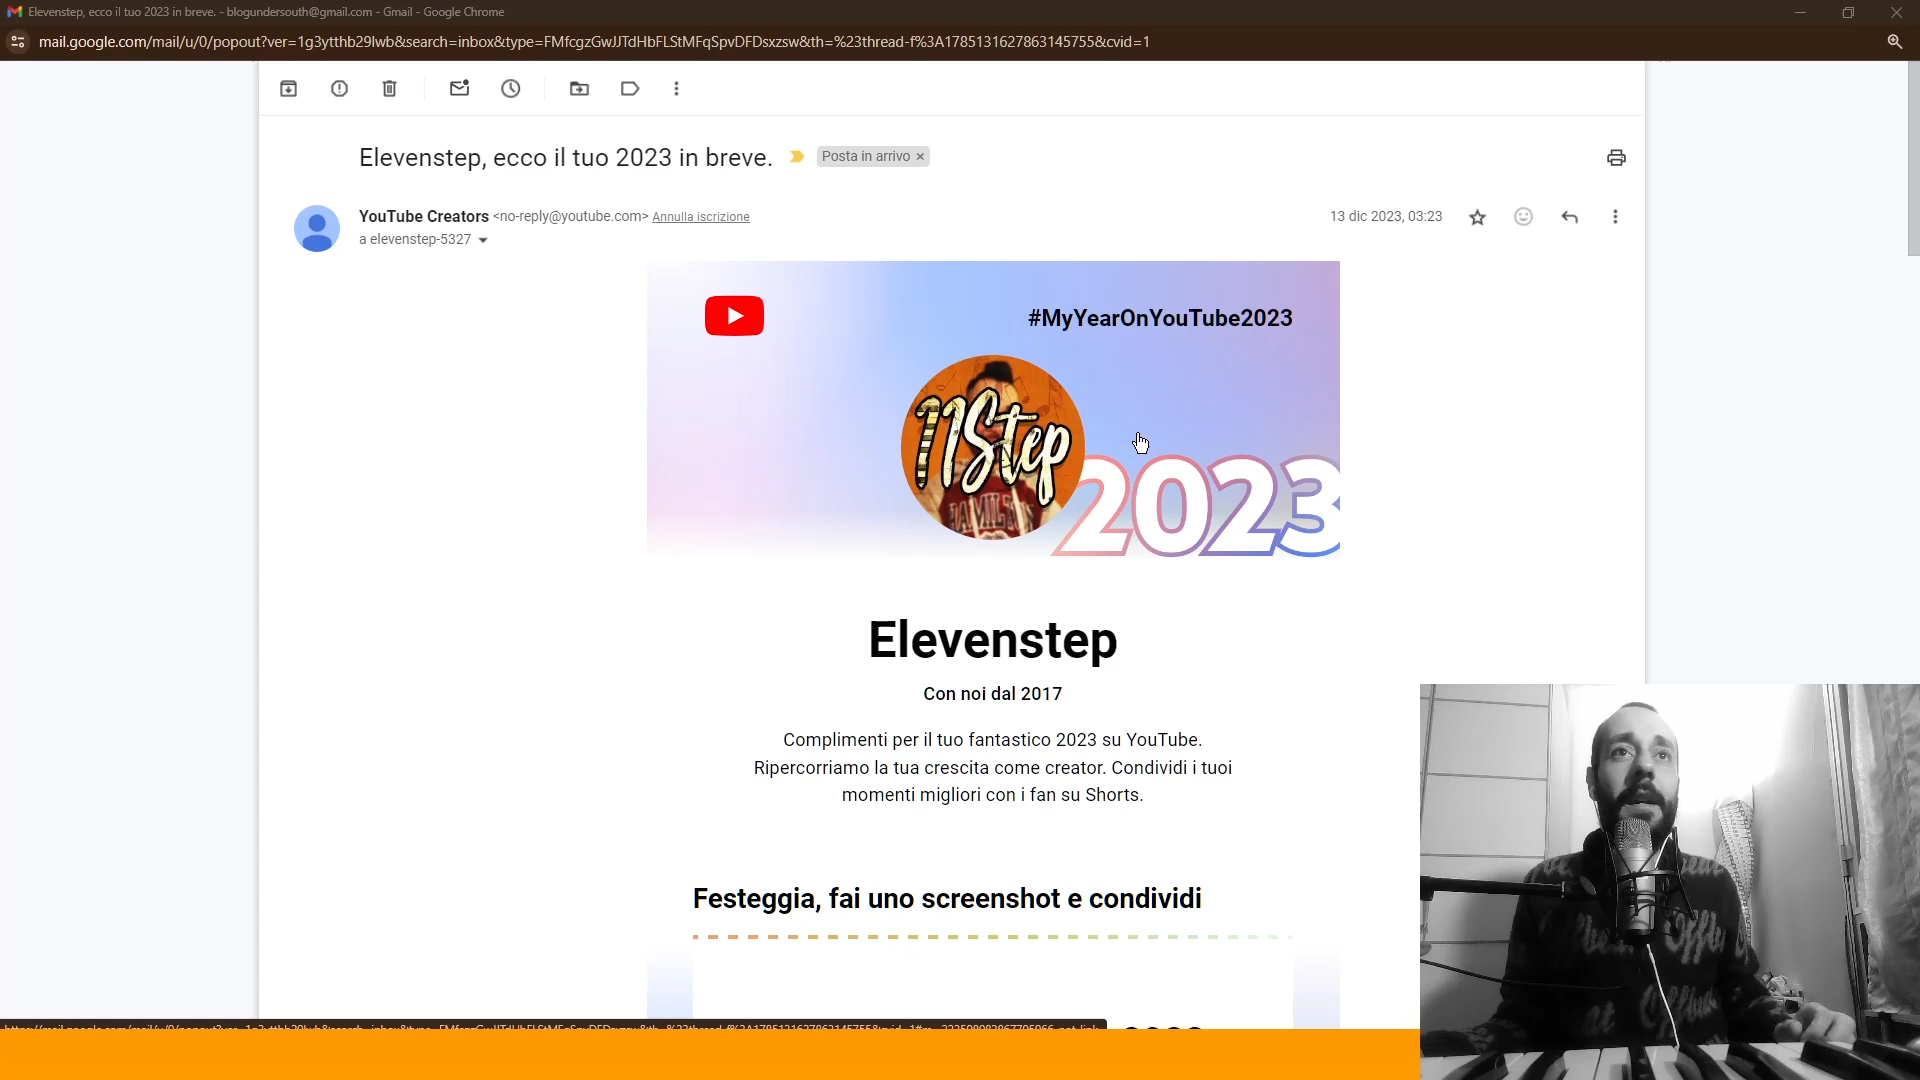 Elevenstep, ecco il tuo 2023 in breve. - blogundersouth@gmail.com - Gmail - Google Chrome
mail.google.com/mail/u/0/popout?ver=1g3ytthb29lwb&search=inbox&type=FMfcgzGwJJTdHbFLStMFqSpvDFDsxzsw&th=%23thread-f%3A1785131627863145755&cvid=1
Elevenstep, ecco il tuo 2023 in breve. Posta in arrivo ×
YouTube Creators <no-reply@youtube.com> Annulla iscrizione 13 dic 2023, 03:23
a elevenstep-5327
#MyYearOnYouTube2023
11Step
2023
Elevenstep
Con noi dal 2017
Complimenti per il tuo fantastico 2023 su YouTube.
Ripercorriamo la tua crescita come creator. Condividi i tuoi
momenti migliori con i fan su Shorts.
Festeggia, fai uno screenshot e condividi